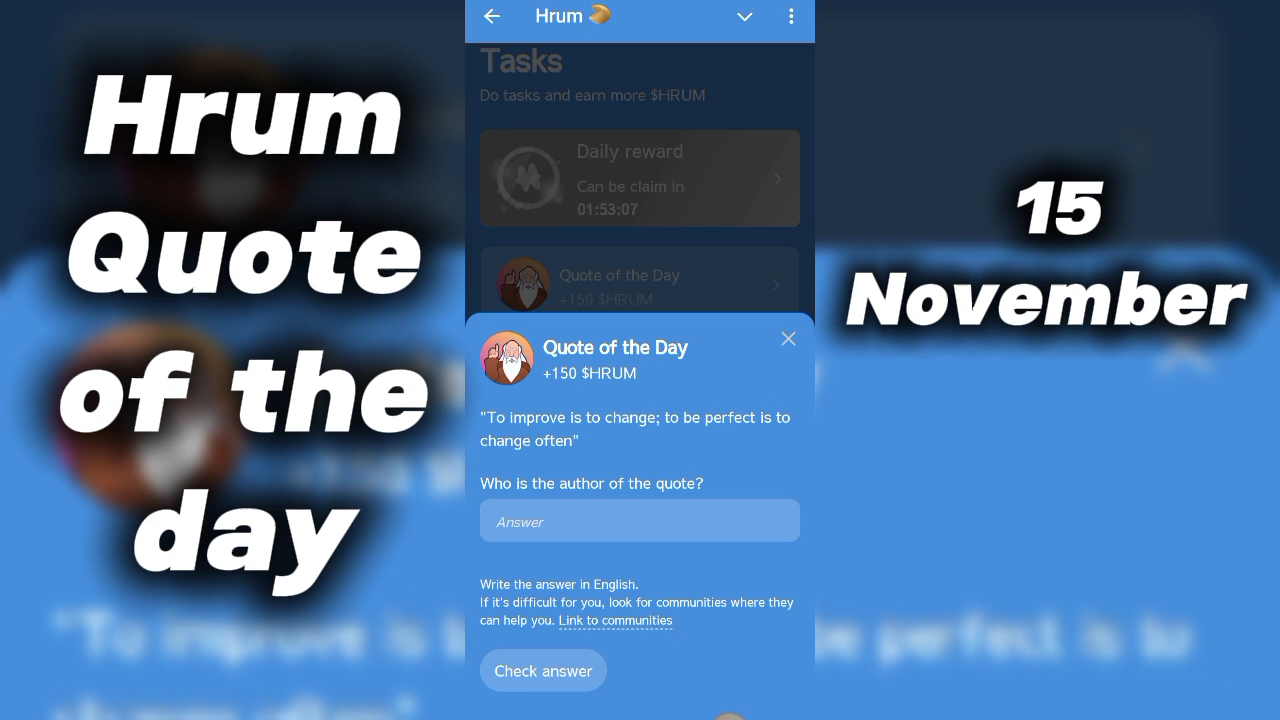 Hrum
Quote
of the
day
Hrum
Tasks
Do tasks and earn more $HRUM
Daily reward
Can be claim in
01:53:07
Quote of the Day
+150 $HRUM
Quote of the Day
+150 $HRUM
"To improve is to change; to be perfect is to
change often"
Who is the author of the quote?
Answer
Write the answer in English.
If it's difficult for you, look for communities where they
can help you. Link to communities
Check answer
15
November